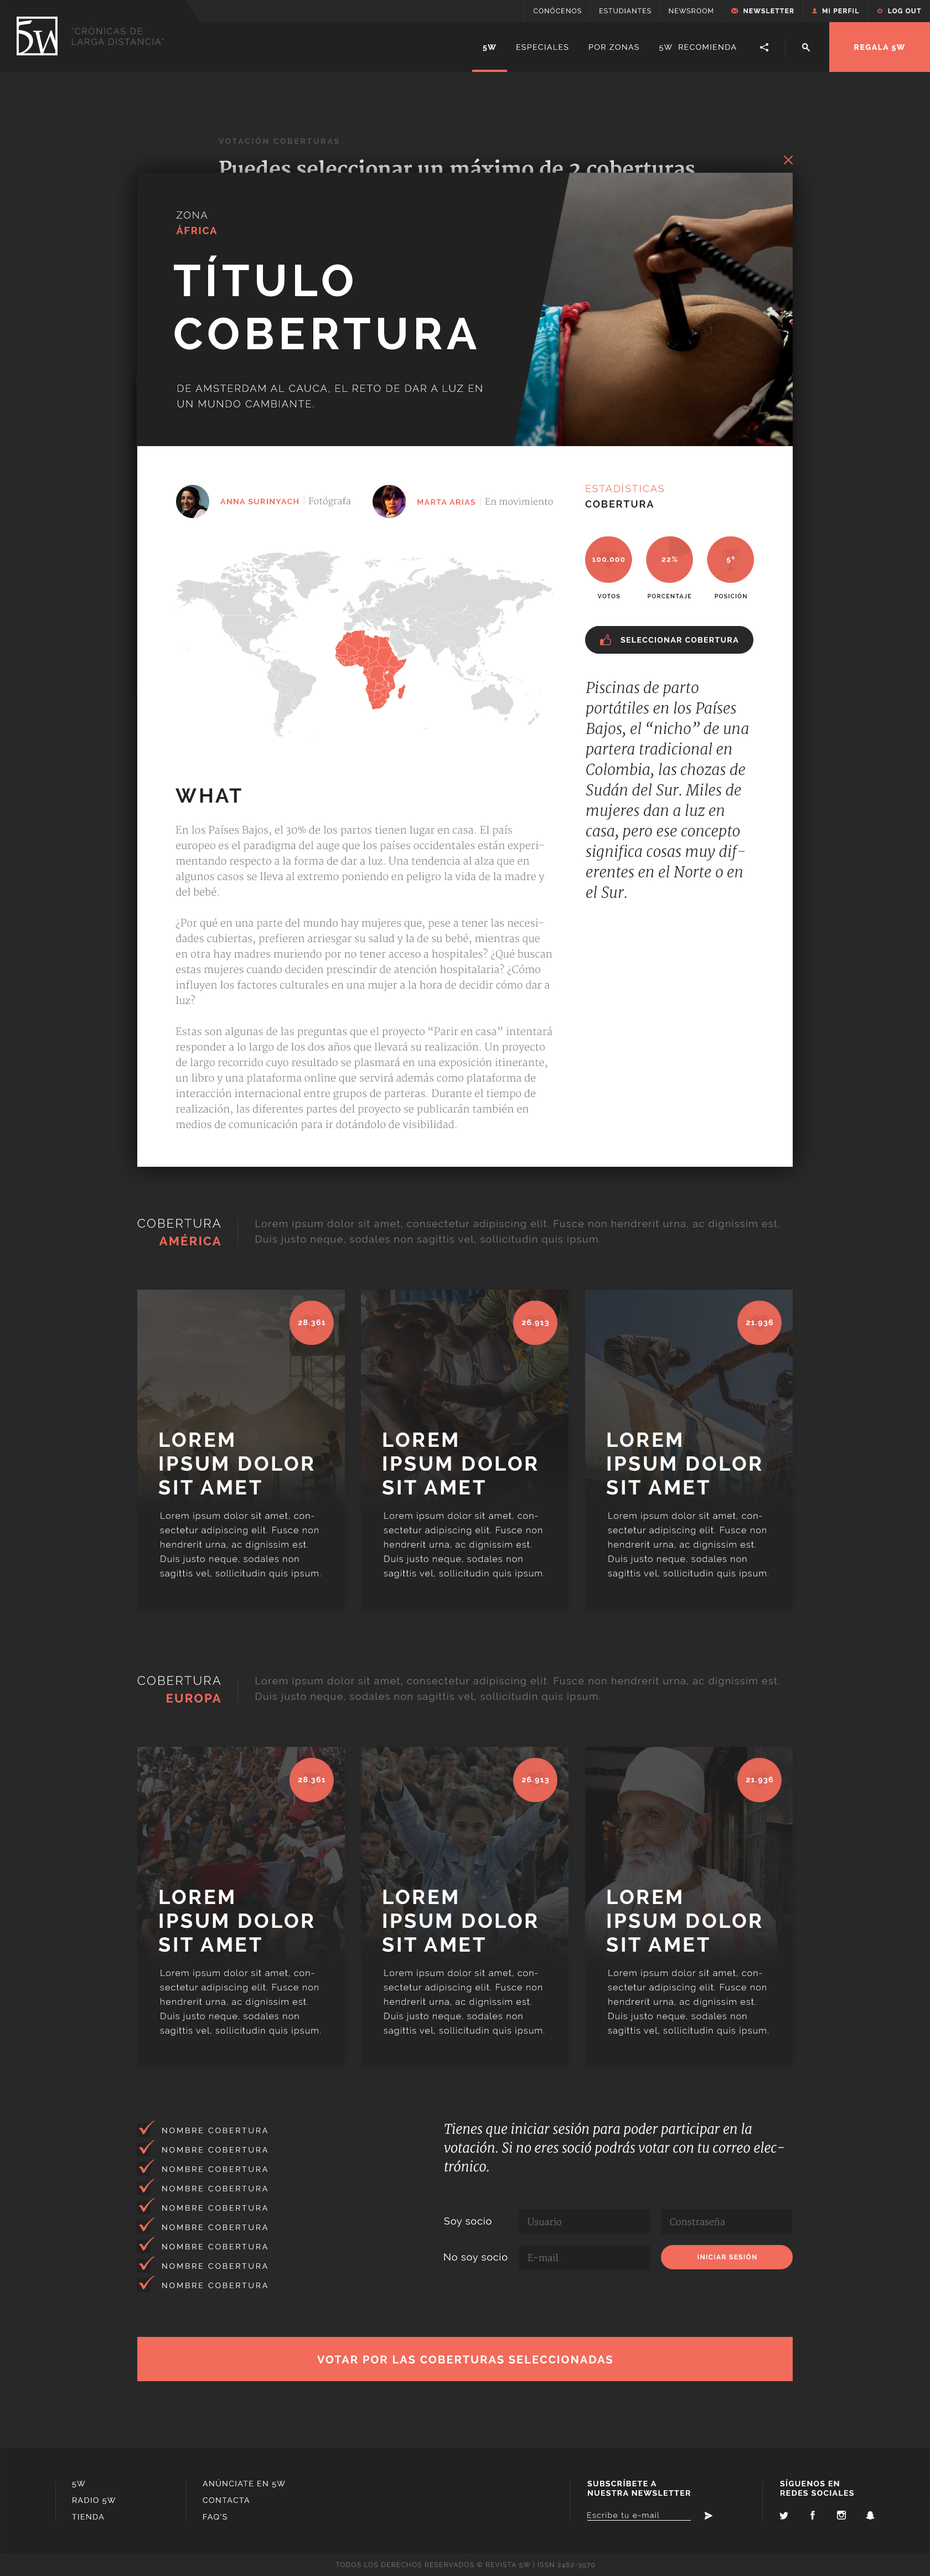 CONÓCENOS
ESTUDIANTES
NEWSROOM
NEWSLETTER
MI PERFIL
LOG OUT
5W
"CRÓNICAS DE
LARGA DISTANCIA"
5W
ESPECIALES
POR ZONAS
5W RECOMIENDA
REGALA 5W
VOTACIÓN COBERTURAS
Puedes seleccionar un máximo de 2 coberturas
ZONA
ÁFRICA
TÍTULO
COBERTURA
DE AMSTERDAM AL CAUCA, EL RETO DE DAR A LUZ EN
UN MUNDO CAMBIANTE.
ANNA SURINYACH | Fotógrafa
MARTA ARIAS | En movimiento
ESTADÍSTICAS
COBERTURA
100.000
22%
5º
VOTOS
PORCENTAJE
POSICIÓN
SELECCIONAR COBERTURA
Piscinas de parto
portátiles en los Países
Bajos, el “nicho” de una
partera tradicional en
Colombia, las chozas de
Sudán del Sur. Miles de
mujeres dan a luz en
casa, pero ese concepto
significa cosas muy dif-
erentes en el Norte o en
el Sur.
WHAT
En los Países Bajos, el 30% de los partos tienen lugar en casa. El país
europeo es el paradigma del auge que los países occidentales están experi-
mentando respecto a la forma de dar a luz. Una tendencia al alza que en
algunos casos se lleva al extremo poniendo en peligro la vida de la madre y
del bebé.
¿Por qué en una parte del mundo hay mujeres que, pese a tener las necesi-
dades cubiertas, prefieren arriesgar su salud y la de su bebé, mientras que
en otra hay madres muriendo por no tener acceso a hospitales? ¿Qué buscan
estas mujeres cuando deciden prescindir de atención hospitalaria? ¿Cómo
influyen los factores culturales en una mujer a la hora de decidir cómo dar a
luz?
Estas son algunas de las preguntas que el proyecto “Parir en casa” intentará
responder a lo largo de los dos años que llevará su realización. Un proyecto
de largo recorrido cuyo resultado se plasmará en una exposición itinerante,
un libro y una plataforma online que servirá además como plataforma de
interacción internacional entre grupos de parteras. Durante el tiempo de
realización, las diferentes partes del proyecto se publicarán también en
medios de comunicación para ir dotándolo de visibilidad.
COBERTURA
AMÉRICA
Lorem ipsum dolor sit amet, consectetur adipiscing elit. Fusce non hendrerit urna, ac dignissim est.
Duis justo neque, sodales non sagittis vel, sollicitudin quis ipsum.
28.361
LOREM
IPSUM DOLOR
SIT AMET
Lorem ipsum dolor sit amet, con-
sectetur adipiscing elit. Fusce non
hendrerit urna, ac dignissim est.
Duis justo neque, sodales non
sagittis vel, sollicitudin quis ipsum.
26.913
LOREM
IPSUM DOLOR
SIT AMET
Lorem ipsum dolor sit amet, con-
sectetur adipiscing elit. Fusce non
hendrerit urna, ac dignissim est.
Duis justo neque, sodales non
sagittis vel, sollicitudin quis ipsum.
21.936
LOREM
IPSUM DOLOR
SIT AMET
Lorem ipsum dolor sit amet, con-
sectetur adipiscing elit. Fusce non
hendrerit urna, ac dignissim est.
Duis justo neque, sodales non
sagittis vel, sollicitudin quis ipsum.
COBERTURA
EUROPA
Lorem ipsum dolor sit amet, consectetur adipiscing elit. Fusce non hendrerit urna, ac dignissim est.
Duis justo neque, sodales non sagittis vel, sollicitudin quis ipsum.
28.361
LOREM
IPSUM DOLOR
SIT AMET
Lorem ipsum dolor sit amet, con-
sectetur adipiscing elit. Fusce non
hendrerit urna, ac dignissim est.
Duis justo neque, sodales non
sagittis vel, sollicitudin quis ipsum.
26.913
LOREM
IPSUM DOLOR
SIT AMET
Lorem ipsum dolor sit amet, con-
sectetur adipiscing elit. Fusce non
hendrerit urna, ac dignissim est.
Duis justo neque, sodales non
sagittis vel, sollicitudin quis ipsum.
21.936
LOREM
IPSUM DOLOR
SIT AMET
Lorem ipsum dolor sit amet, con-
sectetur adipiscing elit. Fusce non
hendrerit urna, ac dignissim est.
Duis justo neque, sodales non
sagittis vel, sollicitudin quis ipsum.
NOMBRE COBERTURA
NOMBRE COBERTURA
NOMBRE COBERTURA
NOMBRE COBERTURA
NOMBRE COBERTURA
NOMBRE COBERTURA
NOMBRE COBERTURA
NOMBRE COBERTURA
NOMBRE COBERTURA
Tienes que iniciar sesión para poder participar en la
votación. Si no eres soció podrás votar con tu correo elec-
trónico.
Soy socio
Usuario
Constraseña
No soy socio
E-mail
INICIAR SESIÓN
VOTAR POR LAS COBERTURAS SELECCIONADAS
5W
RADIO 5W
TIENDA
ANÚNCIATE EN 5W
CONTACTA
FAQ'S
SUBSCRÍBETE A
NUESTRA NEWSLETTER
Escribe tu e-mail
SÍGUENOS EN
REDES SOCIALES
TODOS LOS DERECHOS RESERVADOS © REVISTA 5W | ISSN 2462-3970